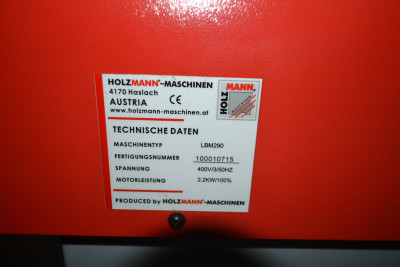 HOLZMANN®-MASCHINEN
4170 Haslach
AUSTRIA CE
www.holzmann-maschinen.at
HOLZ MANN®
TECHNISCHE DATEN
MASCHINENTYP LBM290
FERTIGUNGSNUMMER 100010715
SPANNUNG 400V/3/50HZ
MOTORLEISTUNG 2.2KW/100%
PRODUCED by HOLZMANN®-MASCHINEN